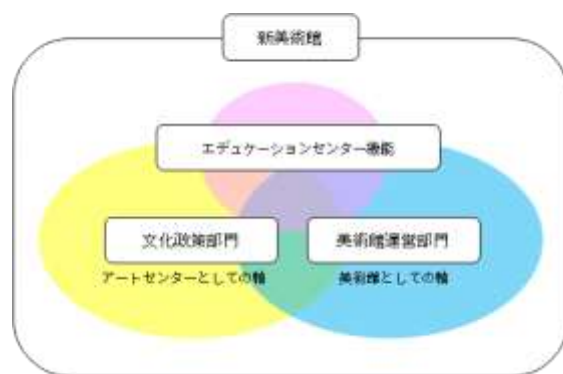 新美術館
エデュケーションセンター機能
文化政策部門
美術館運営部門
アートセンターとしての輪
美術館としての輪